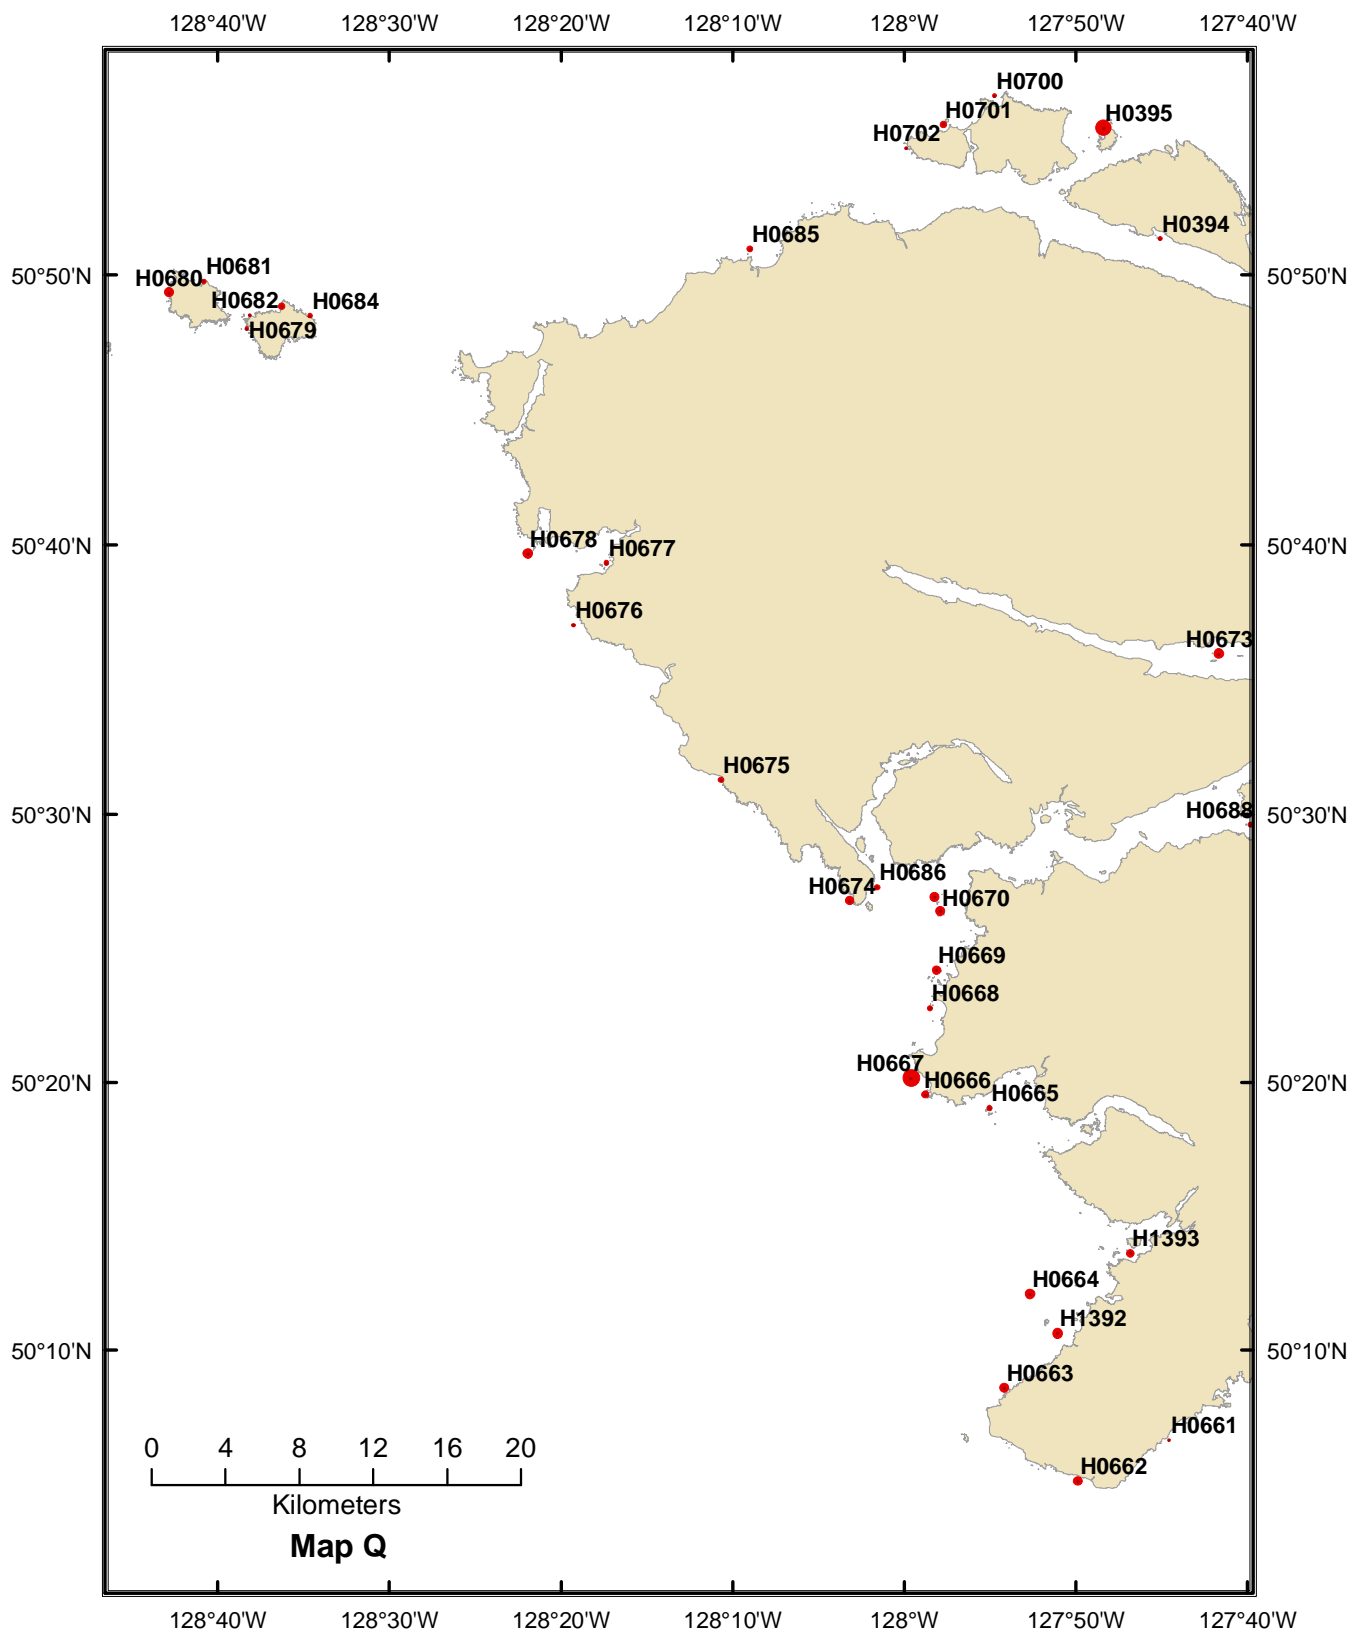 128°40'W 128°30'W 128°20'W 128°10'W 128°W 127°50'W 127°40'W
H0700
H0701
H0395
H0702
H0394
H0685
H0681
50°50'N H0680 50°50'N
H0682 H0684
H0679
H0678
50°40'N H0677 50°40'N
H0676
H0673
H0675
50°30'N H0688 50°30'N
H0686
H0674
H0670
H0669
H0668
H0667
50°20'N H0666 50°20'N
H0665
H1393
H0664
H1392
50°10'N 50°10'N
H0663
H0661
0 4 8 12 16 20
H0662
Kilometers
Map Q
128°40'W 128°30'W 128°20'W 128°10'W 128°W 127°50'W 127°40'W